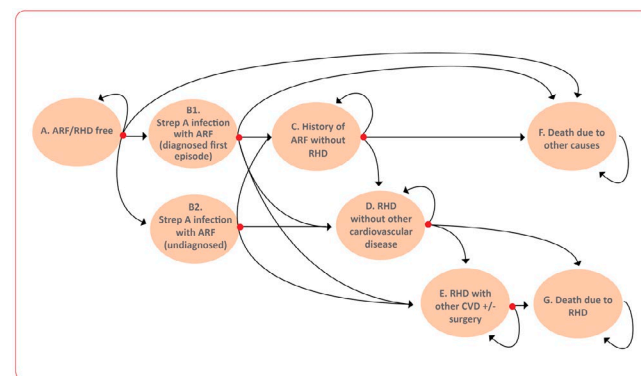 A. ARF/RHD free
B1.
Strep A infection
with ARF
(diagnosed first
episode)
C. History of
ARF without
RHD
F. Death due to
other causes
B2.
Strep A infection
with ARF
(undiagnosed)
D. RHD
without other
cardiovascular
disease
E. RHD with
other CVD +/-
surgery
G. Death due to
RHD